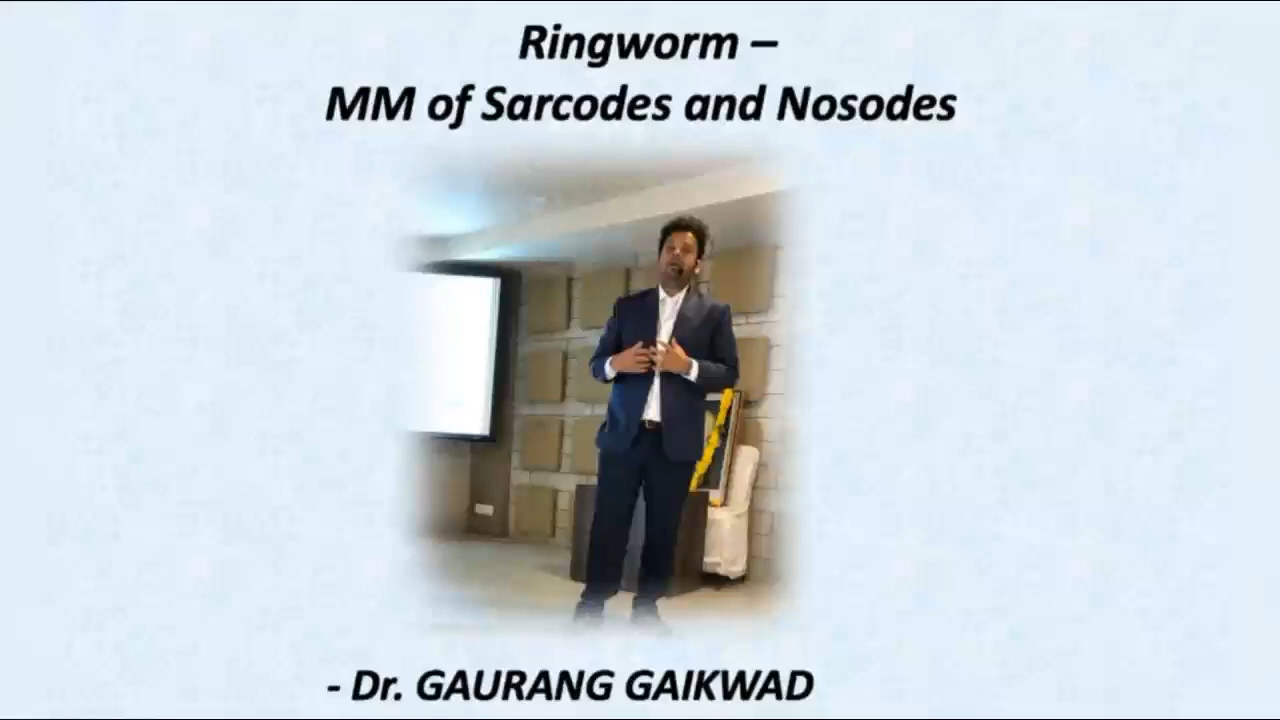 Ringworm –
MM of Sarcodes and Nosodes
- Dr. GAURANG GAIKWAD